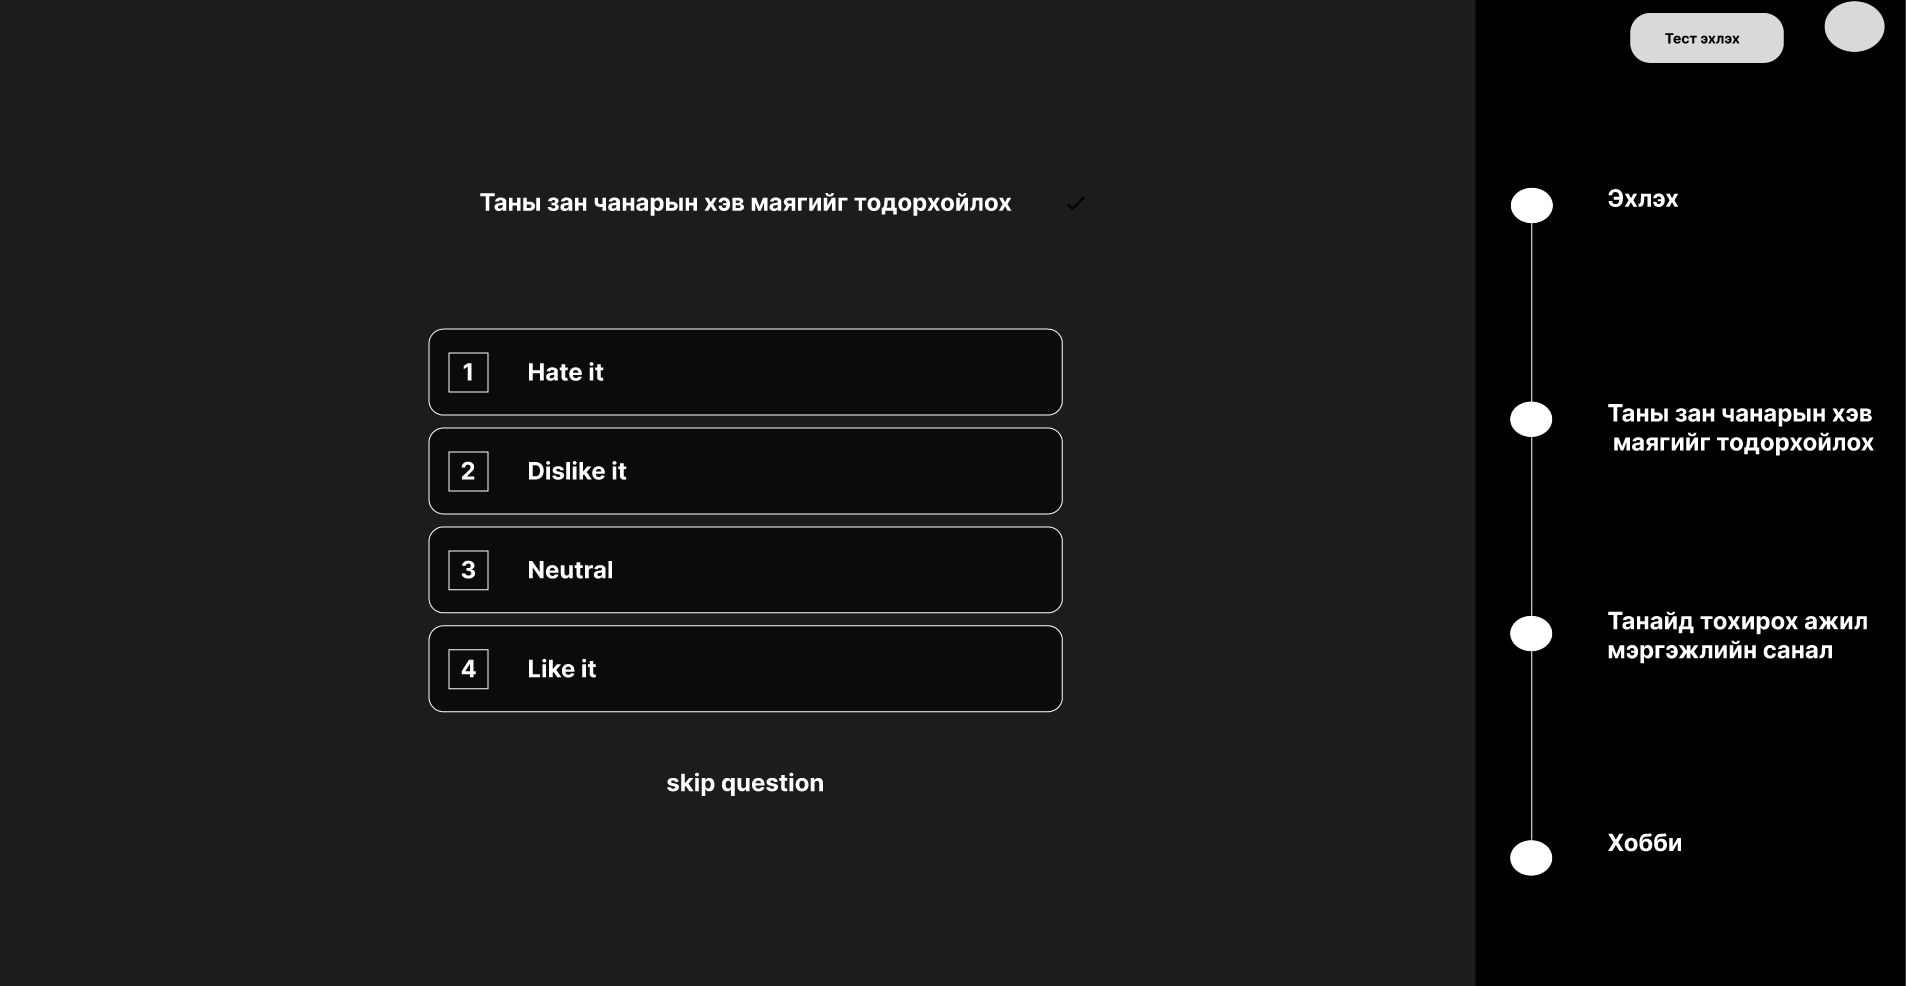 Тест эхлэх
Таны зан чанарын хэв маягийг тодорхойлох
1 Hate it
2 Dislike it
3 Neutral
4 Like it
skip question
Эхлэх
Таны зан чанарын хэв
маягийг тодорхойлох
Танайд тохирох ажил
мэргэжлийн санал
Хобби